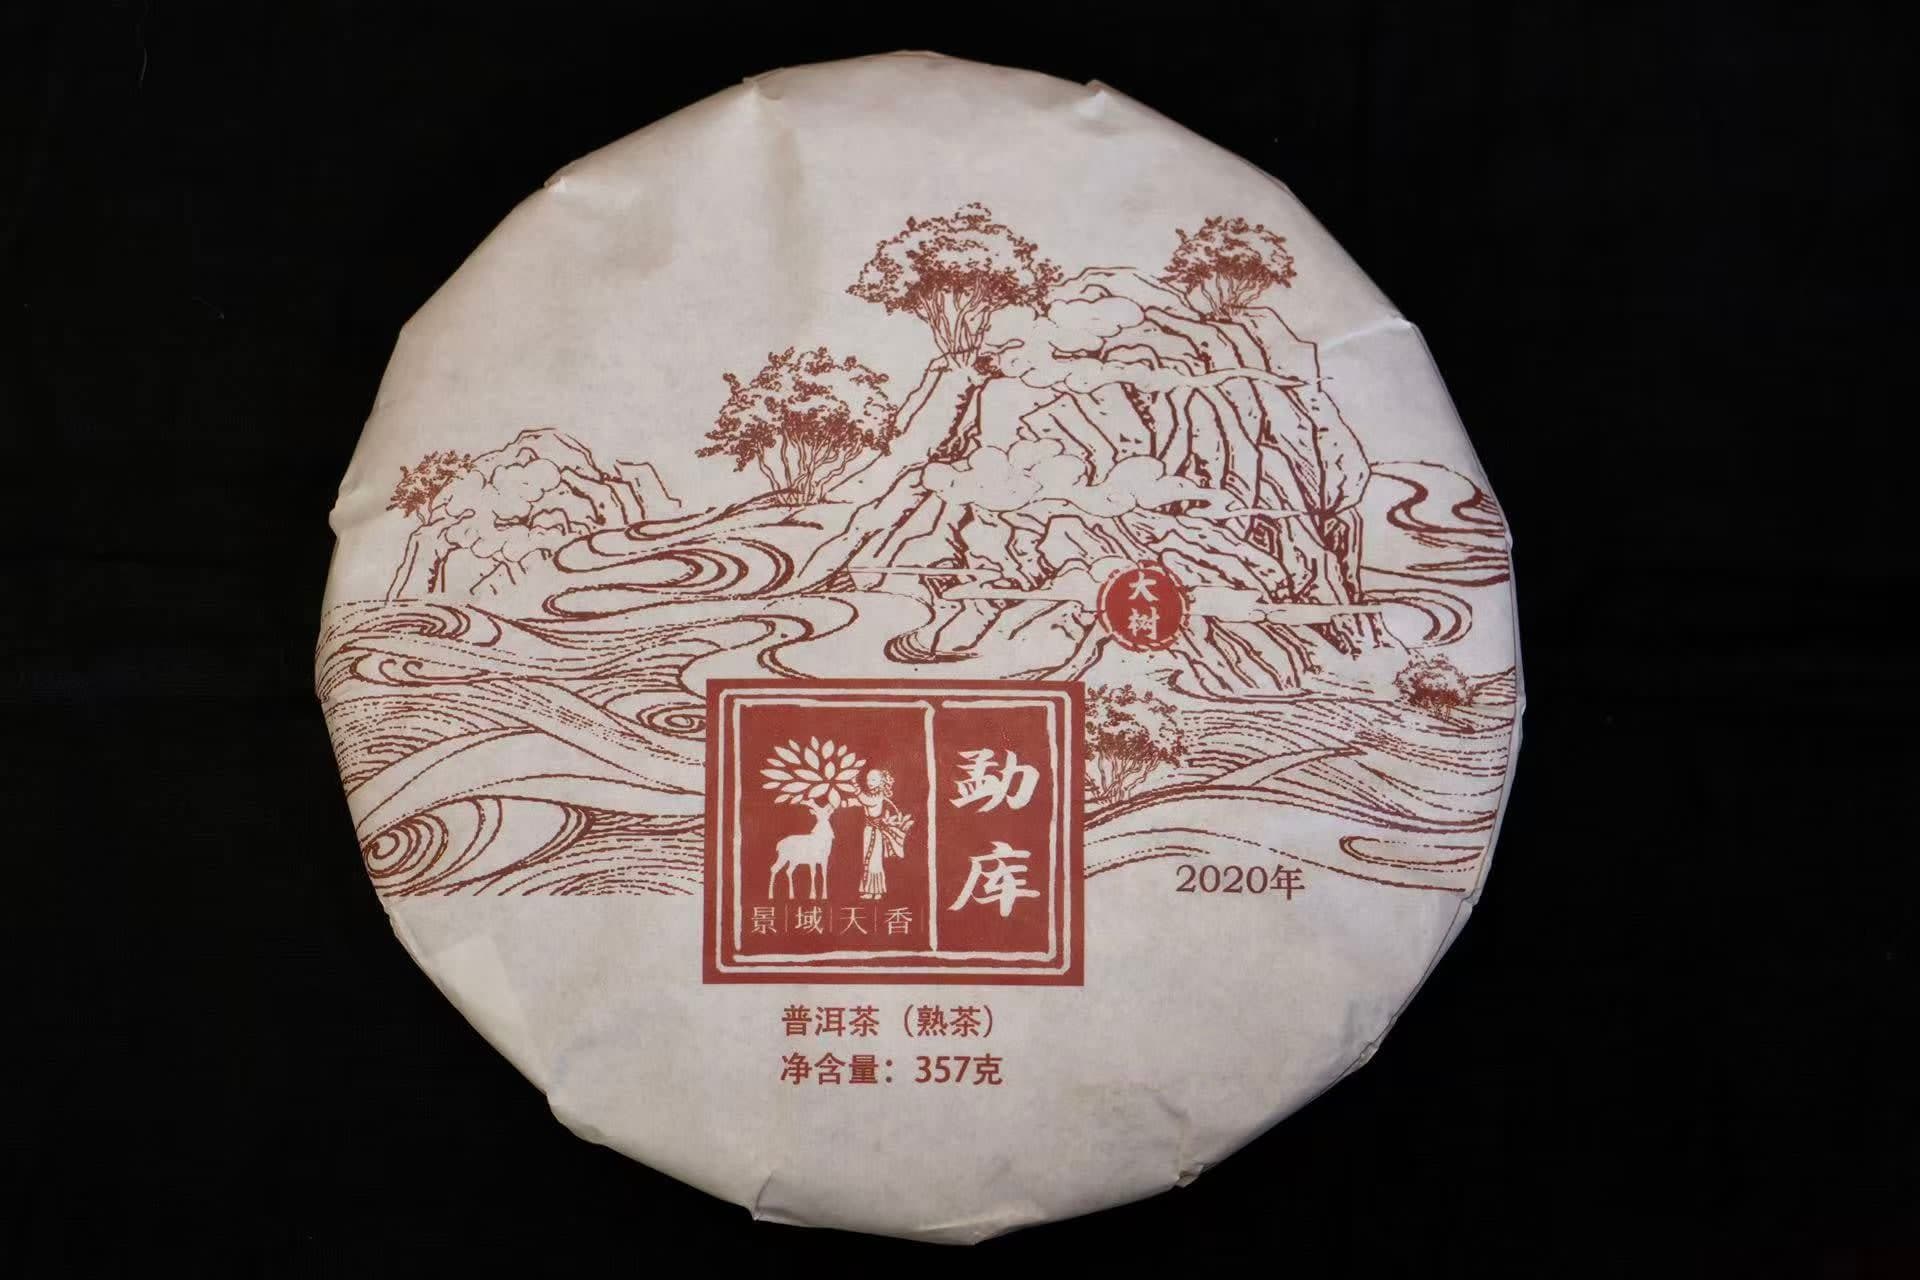 大树
勐库
景域天香
2020年
普洱茶（熟茶）
净含量：357克